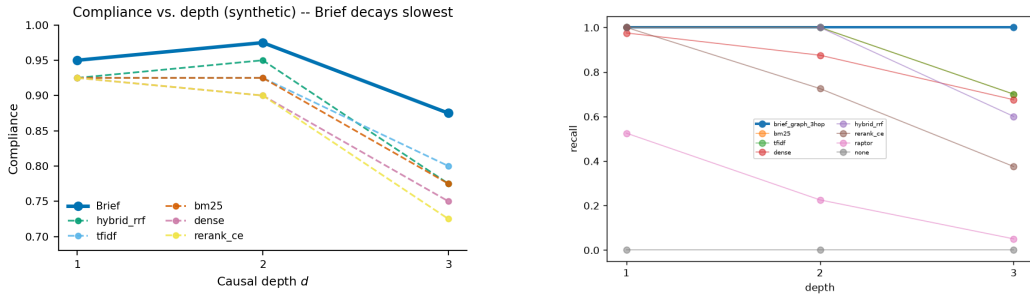 Compliance vs. depth (synthetic) -- Brief decays slowest
1.00
0.95
0.90
0.85
0.80
0.75
0.70
Compliance
Brief
hybrid_rrf
tfidf
bm25
dense
rerank_ce
1 2 3
Causal depth d
1.0
0.8
0.6
0.4
0.2
0.0
recall
brief_graph_3hop
bm25
tfidf
dense
hybrid_rrf
rerank_ce
raptor
none
1 2 3
depth